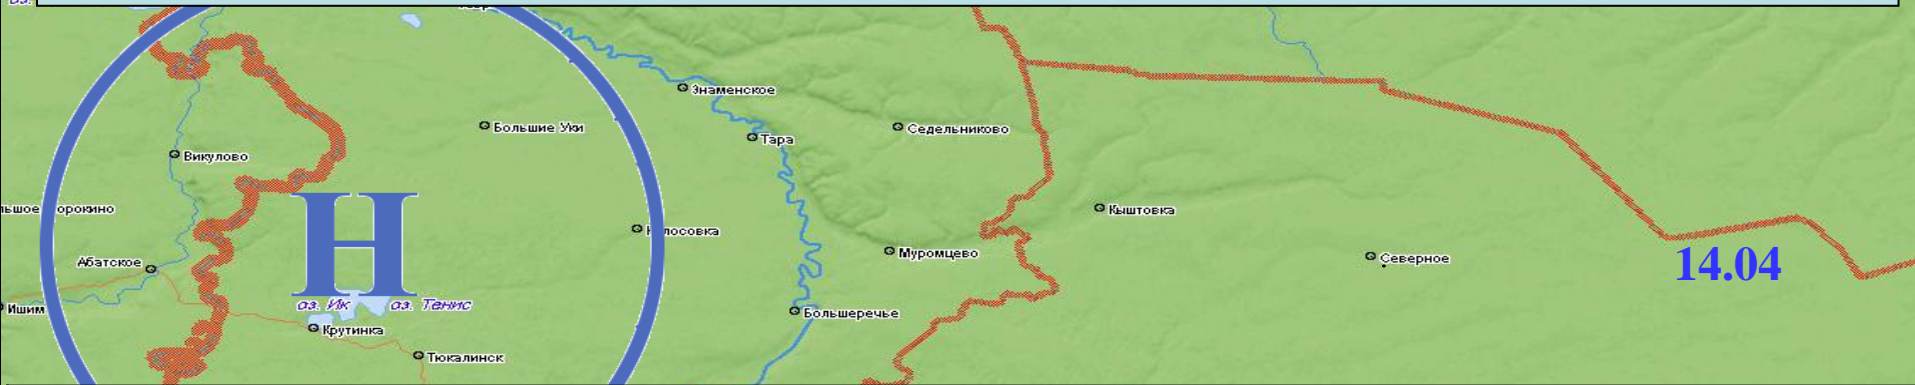 Знаменское
Большие Уки
Седельниково
Тара
Викулово
Н
Кыштовка
Муромцево
Северное
Абатское
14.04
оз. Ик
оз. Тенис
Ишим
Большеречье
Крутинка
Тюкалинск